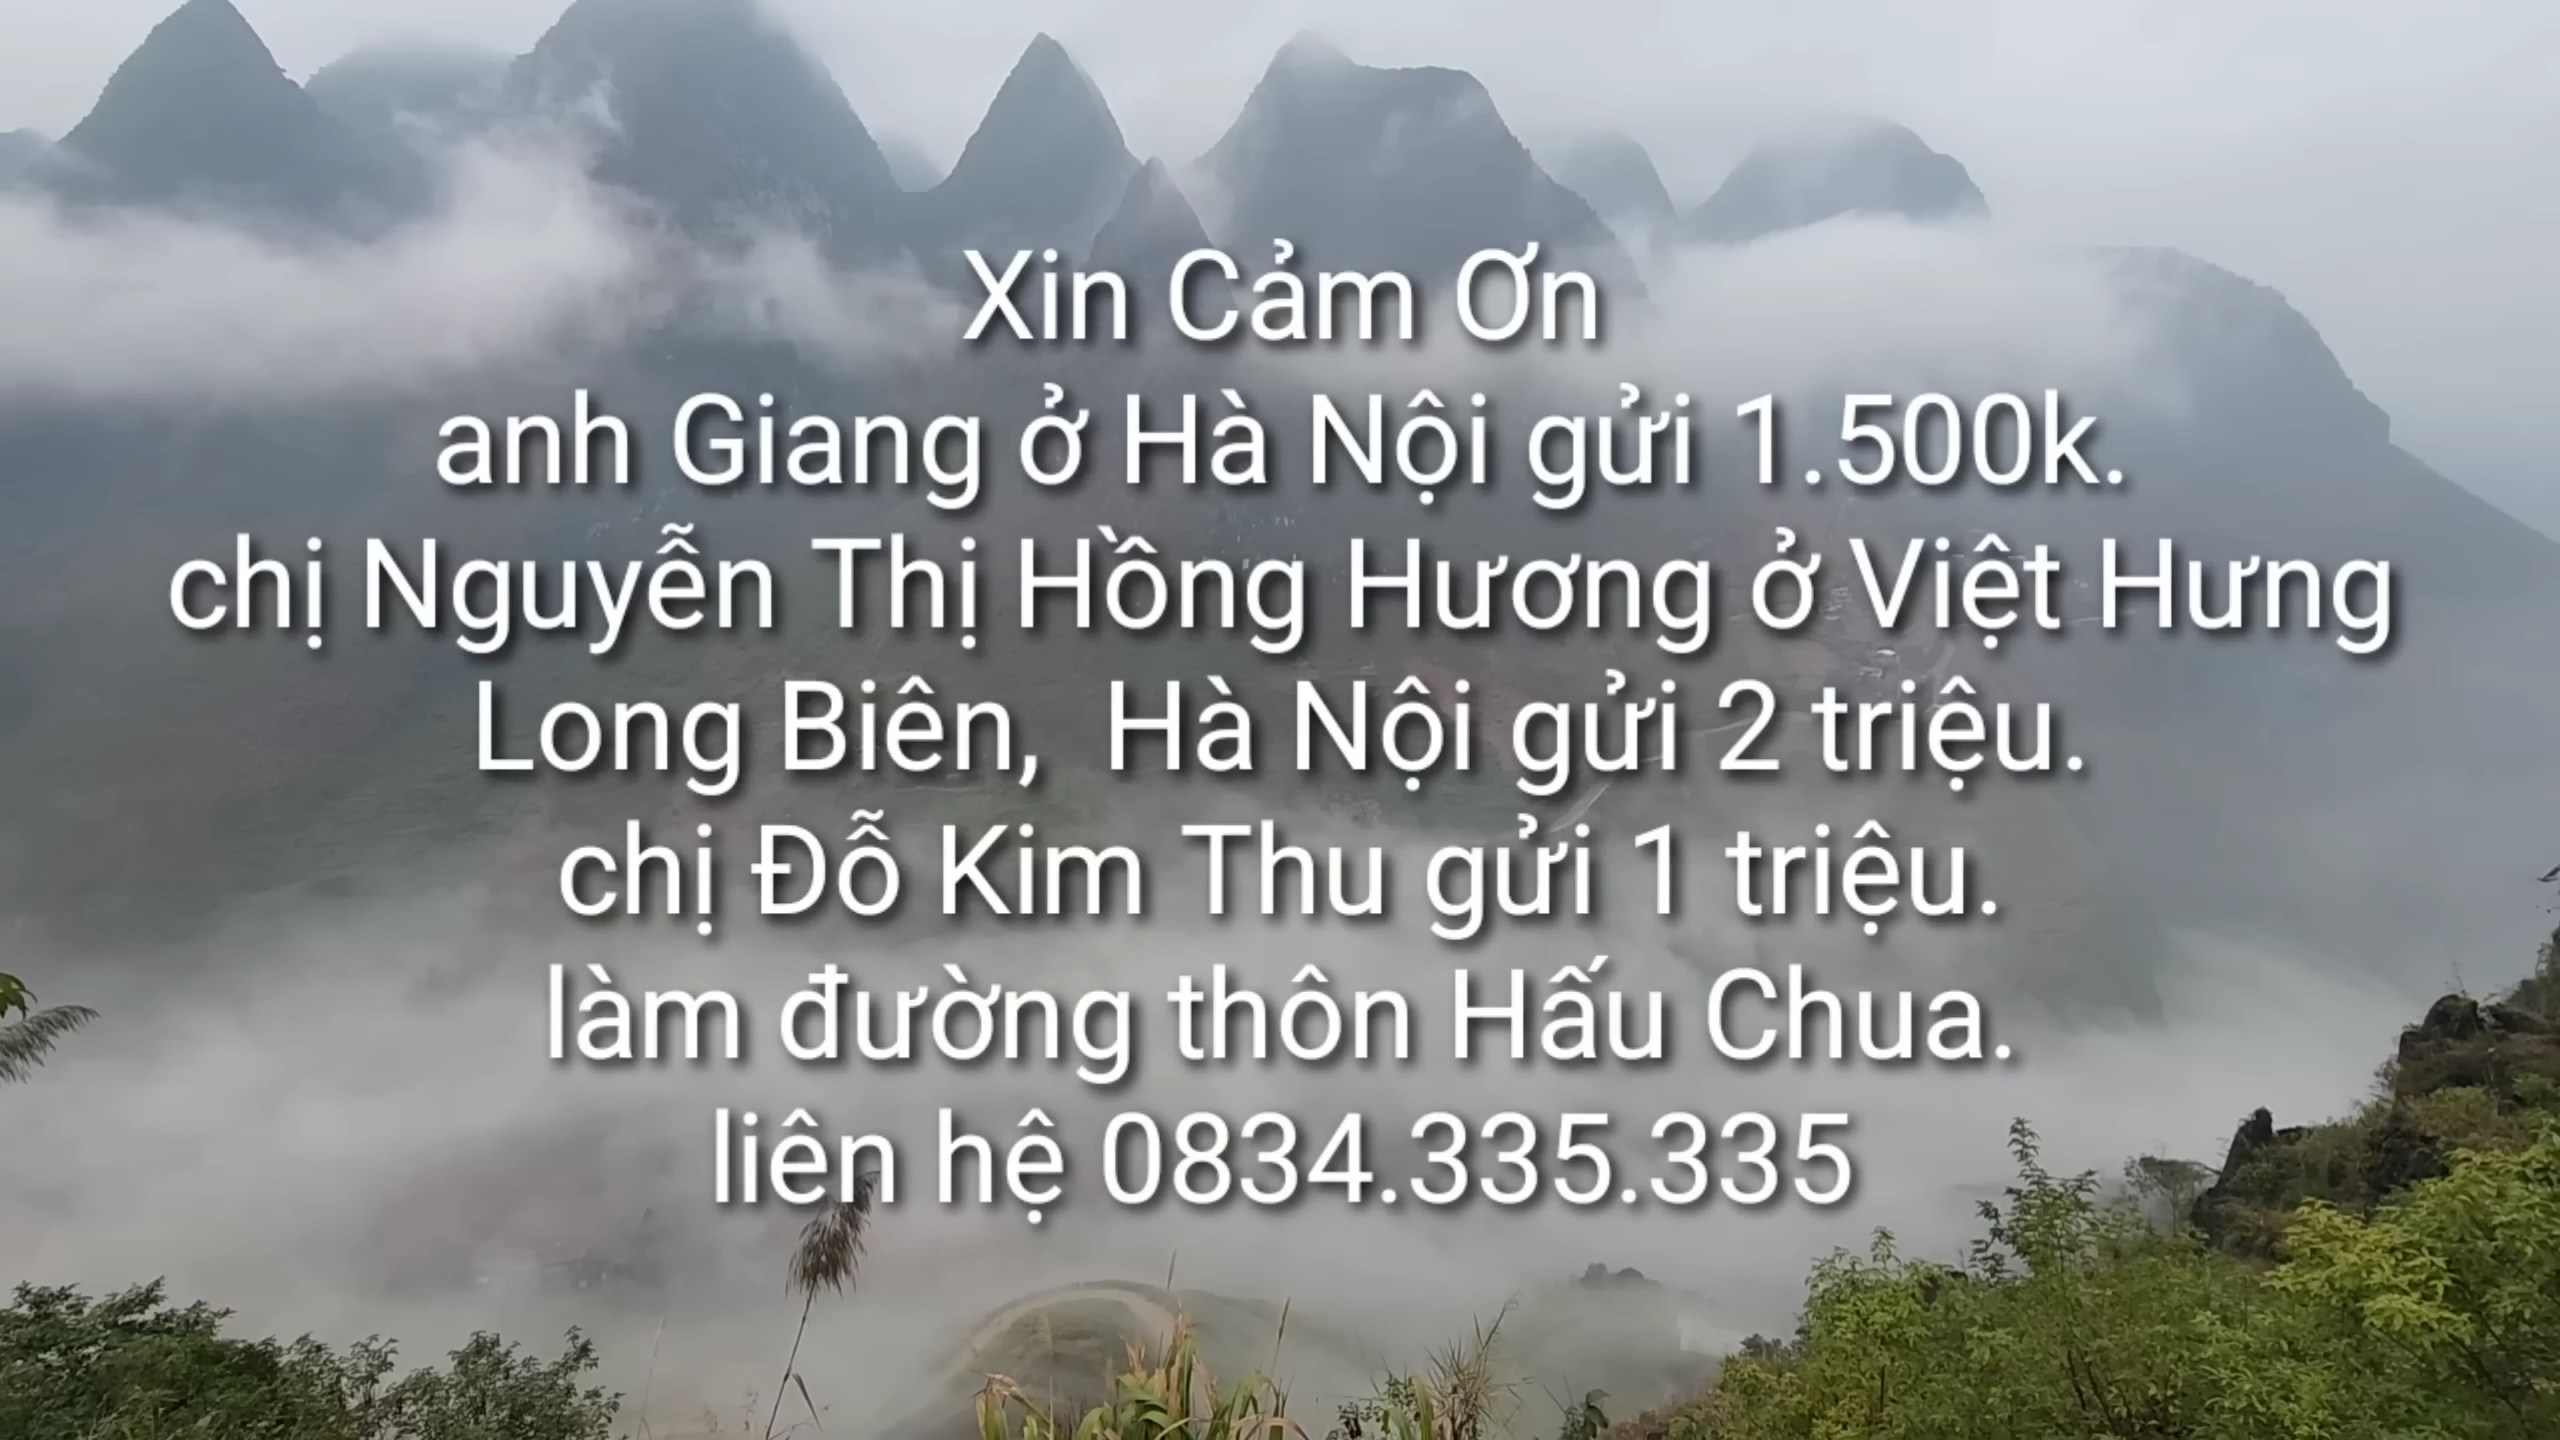 Xin Cảm Ơn
anh Giang ở Hà Nội gửi 1.500k.
chị Nguyễn Thị Hồng Hương ở Việt Hưng
Long Biên,  Hà Nội gửi 2 triệu.
chị Đỗ Kim Thu gửi 1 triệu.
làm đường thôn Hấu Chua.
liên hệ 0834.335.335